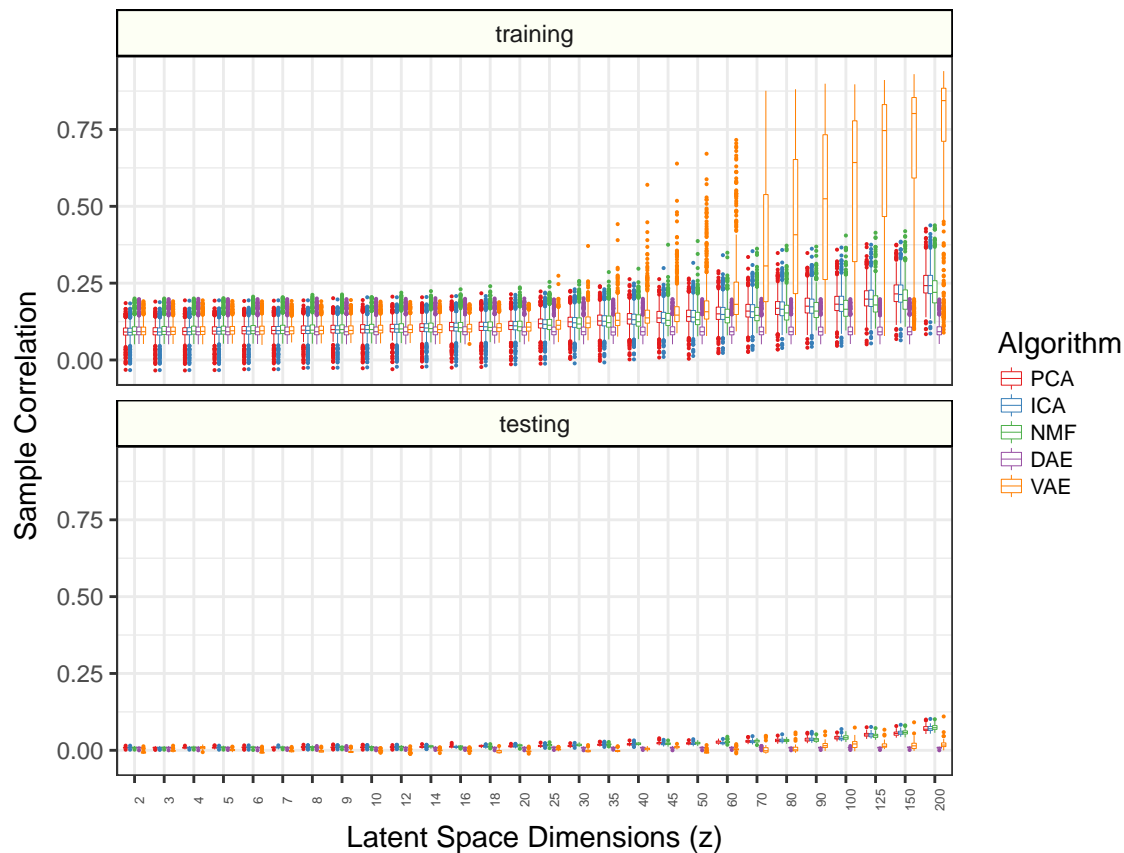 training
0.75
0.50
0.25
0.00
testing
0.75
0.50
0.25
0.00
Sample Correlation
2 3 4 5 6 7 8 9 10 12 14 16 18 20 25 30 35 40 45 50 60 70 80 90 100 125 150 200
Latent Space Dimensions (z)
Algorithm
PCA
ICA
NMF
DAE
VAE